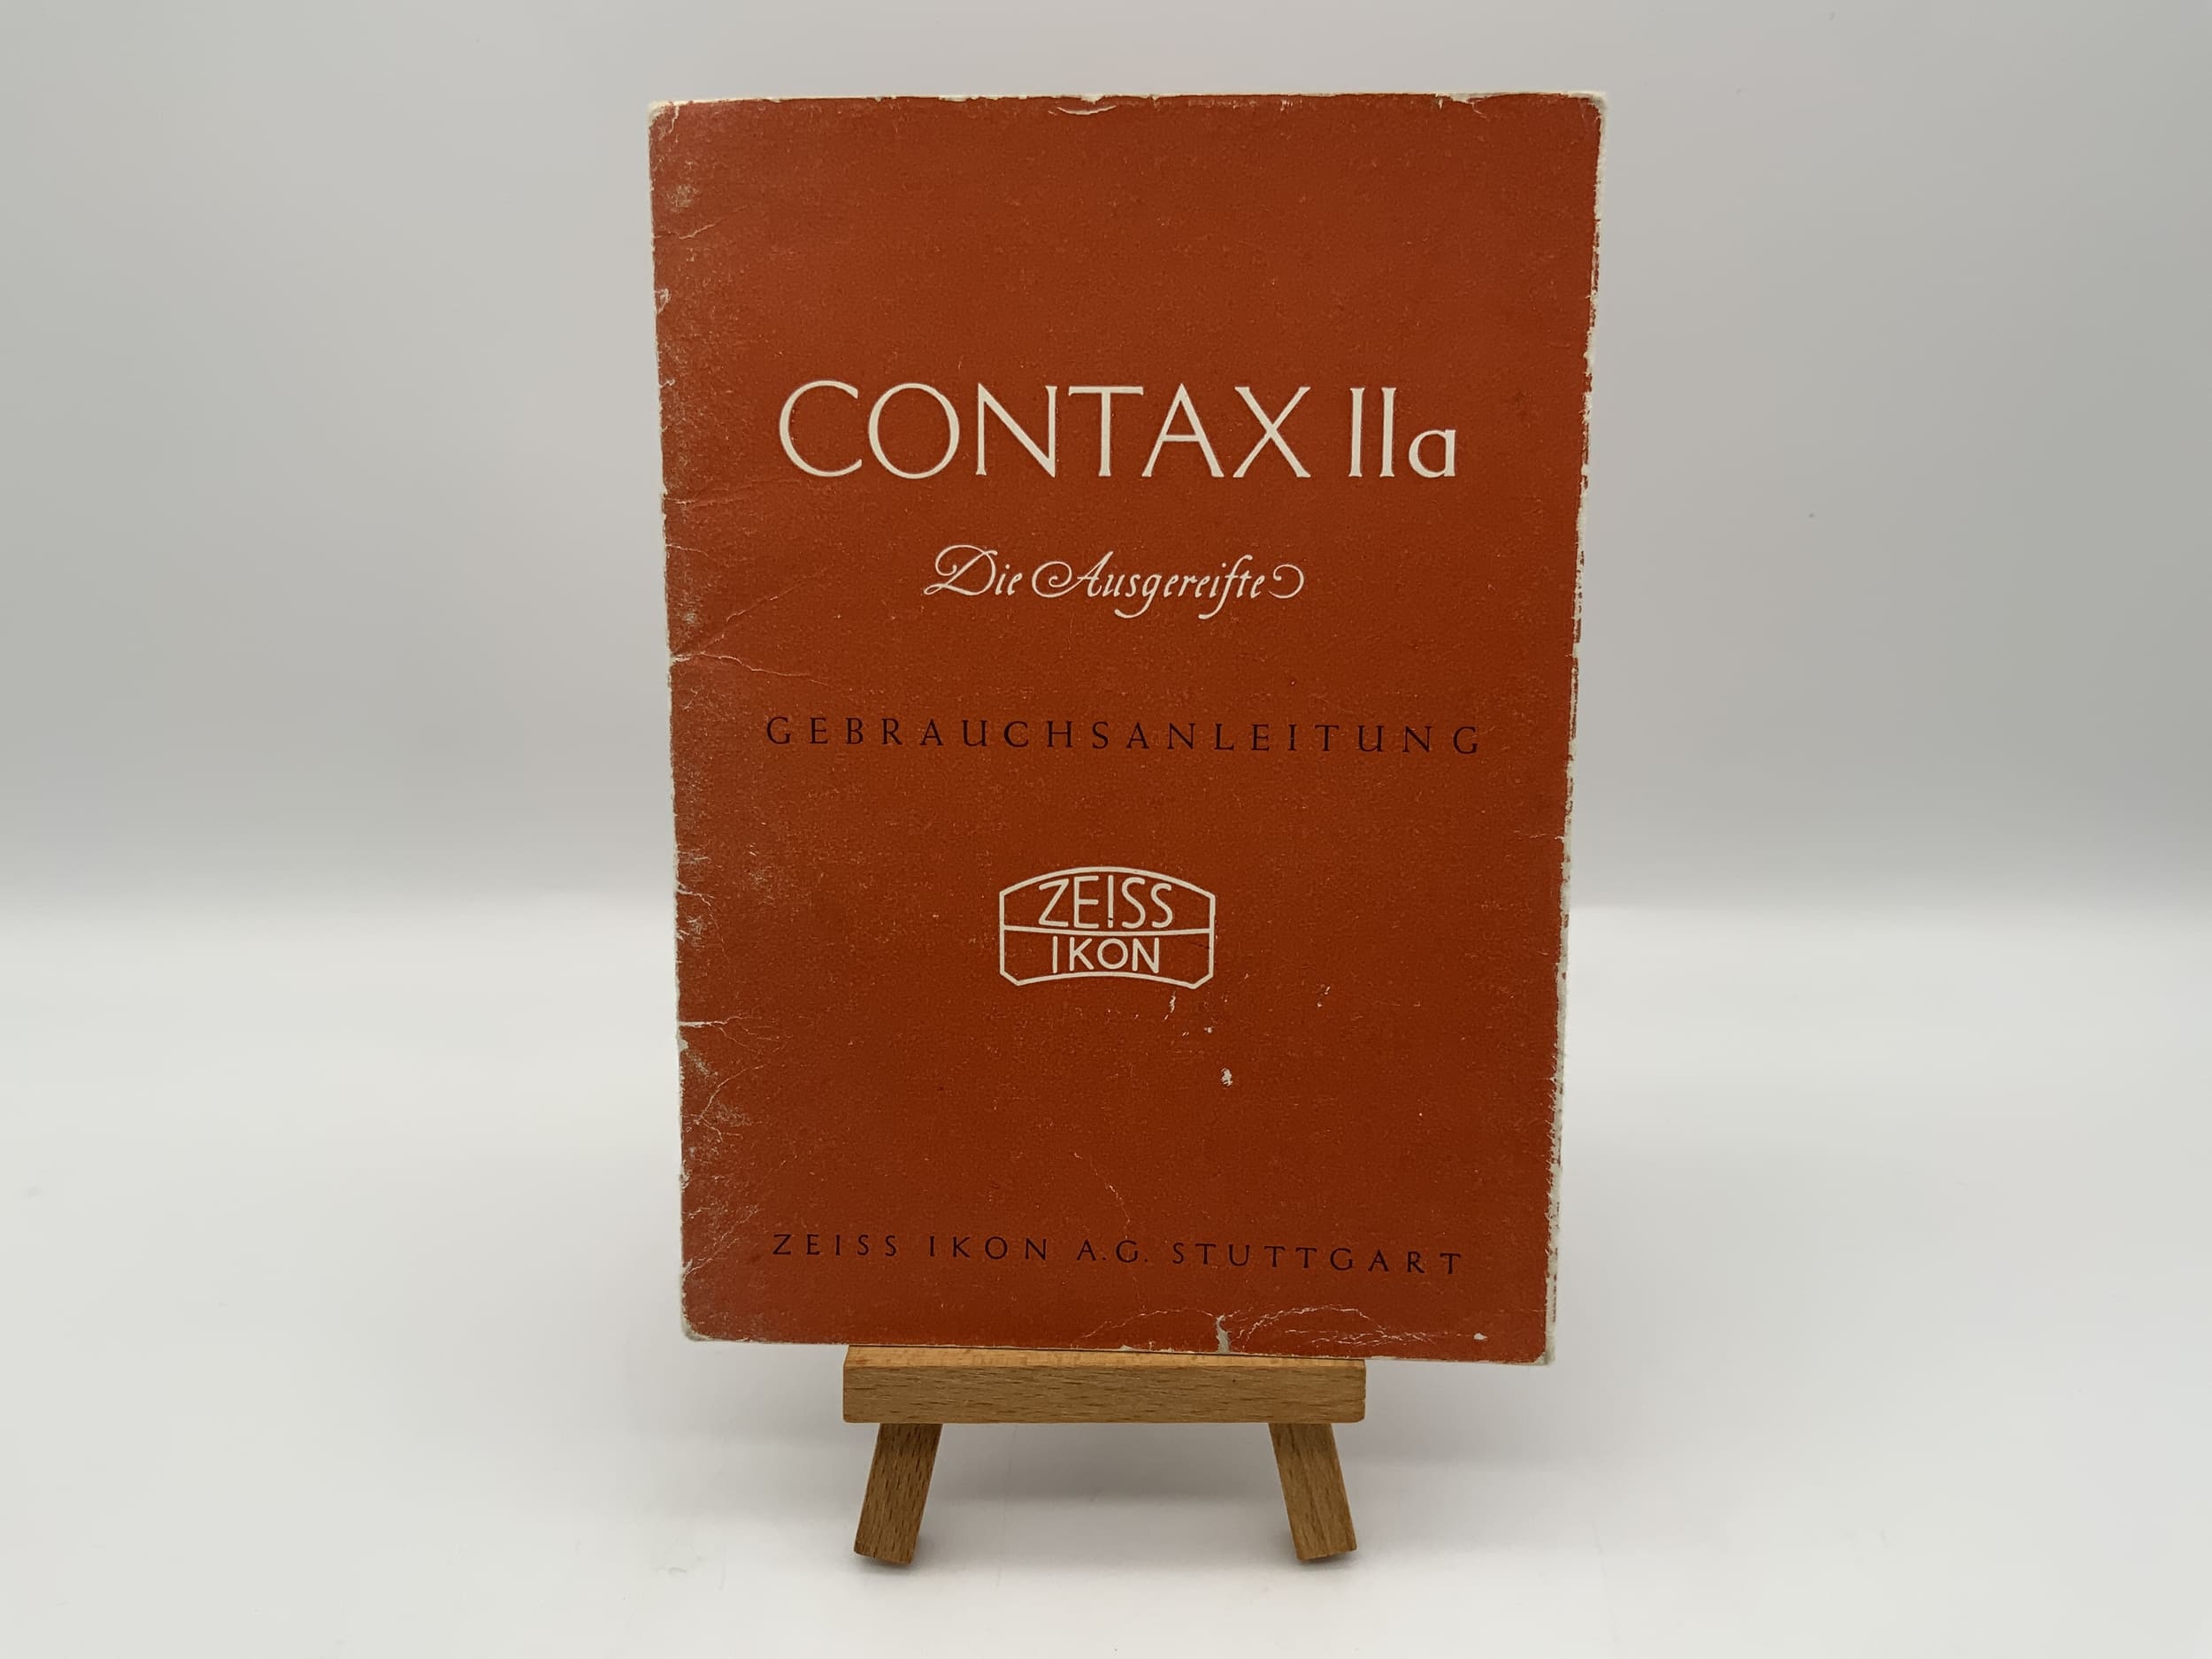 CONTAX IIa
Die Ausgereifte
GEBRAUCHSANLEITUNG
ZEISS
IKON
ZEISS IKON A.G. STUTTGART